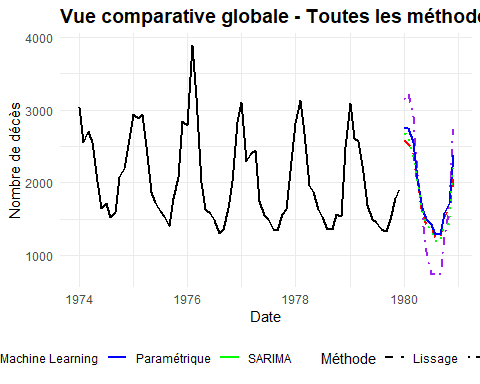 Vue comparative globale - Toutes les méthode
4000
3000
2000
1000
Nombre de décès
1974 1976 1978 1980
Date
Machine Learning Paramétrique SARIMA Méthode Lissage